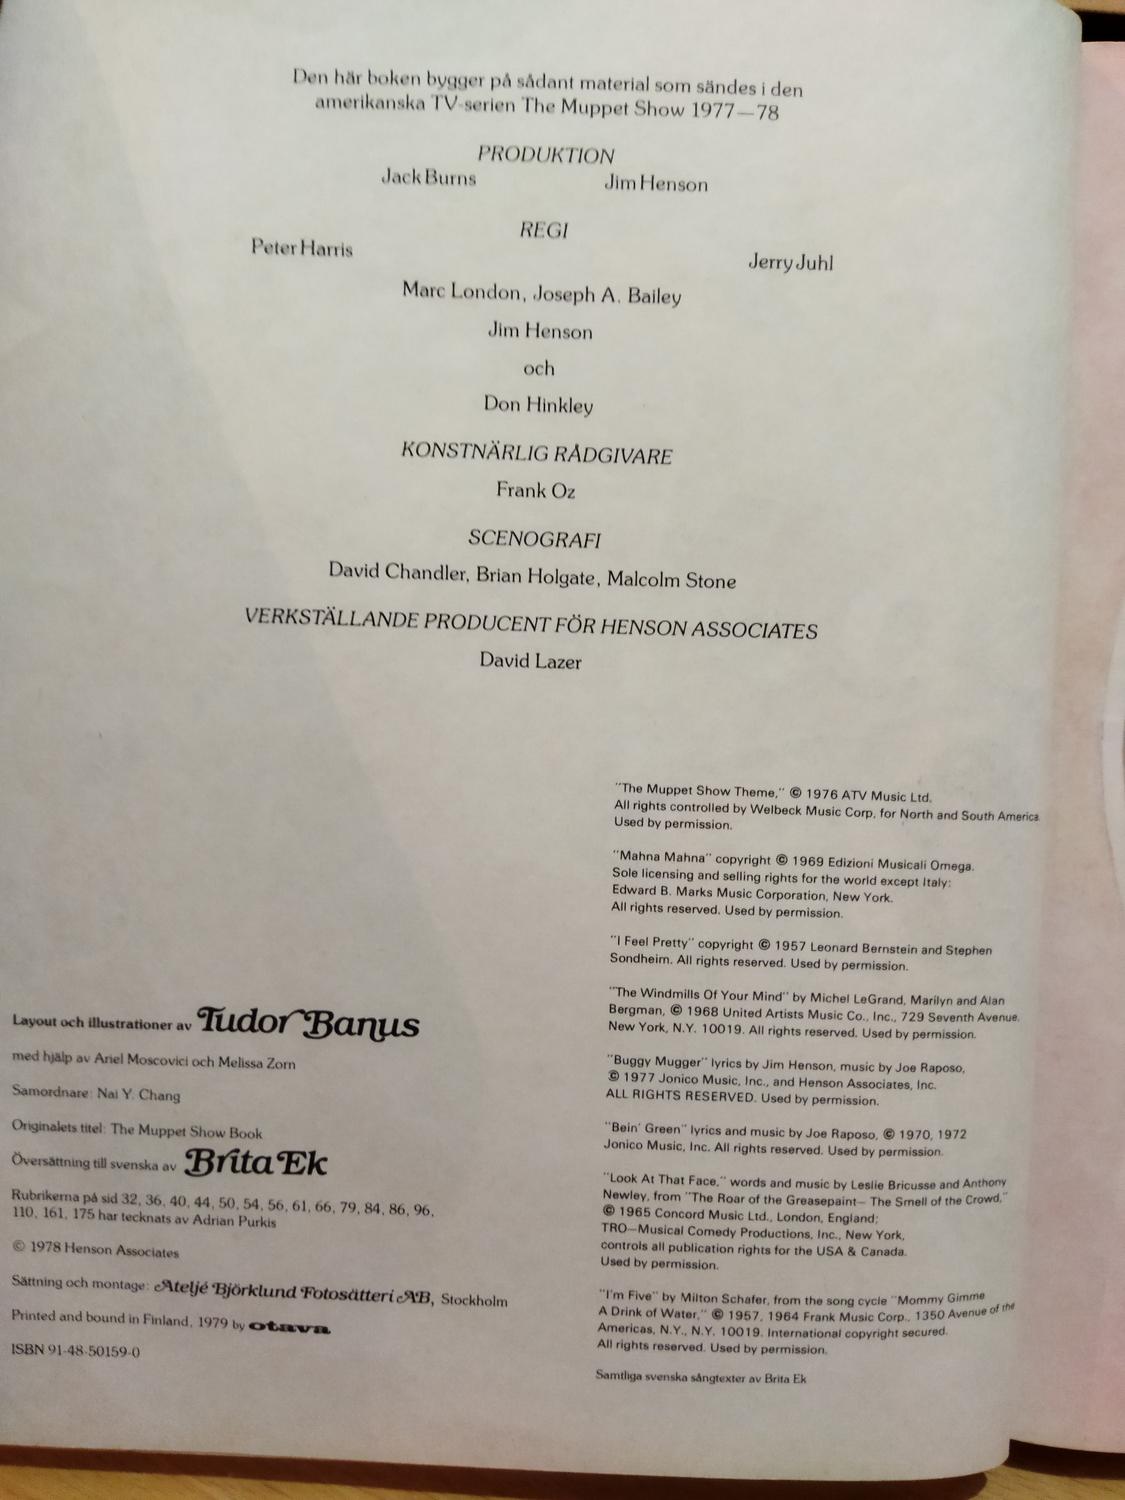 Den här boken bygger på sådant material som sändes i den
amerikanska TV-serien The Muppet Show 1977—78
PRODUKTION
Jack Burns Jim Henson
REGI
Peter Harris Jerry Juhl
Marc London, Joseph A. Bailey
Jim Henson
och
Don Hinkley
KONSTNÄRLIG RÅDGIVARE
Frank Oz
SCENOGRAFI
David Chandler, Brian Holgate, Malcolm Stone
VERKSTÄLLANDE PRODUCENT FÖR HENSON ASSOCIATES
David Lazer
Layout och illustrationer av Tudor Banus
med hjälp av Ariel Moscovici och Melissa Zorn
Samordnare: Nai Y. Chang
Originalets titel: The Muppet Show Book
Översättning till svenska av Brita Ek
Rubrikerna på sid 32, 36, 40, 44, 50, 54, 56, 61, 66, 79, 84, 86, 96,
110, 161, 175 har tecknats av Adrian Purkis
© 1978 Henson Associates
Sättning och montage: Ateljé Björklund Fotosätteri AB, Stockholm
Printed and bound in Finland, 1979 by otava
ISBN 91-48-50159-0
"The Muppet Show Theme," © 1976 ATV Music Ltd.
All rights controlled by Welbeck Music Corp. for North and South America.
Used by permission.
"Mahna Mahna" copyright © 1969 Edizioni Musicali Omega.
Sole licensing and selling rights for the world except Italy:
Edward B. Marks Music Corporation, New York.
All rights reserved. Used by permission.
"I Feel Pretty" copyright © 1957 Leonard Bernstein and Stephen
Sondheim. All rights reserved. Used by permission.
"The Windmills Of Your Mind" by Michel LeGrand, Marilyn and Alan
Bergman, © 1968 United Artists Music Co., Inc., 729 Seventh Avenue,
New York, N.Y. 10019. All rights reserved. Used by permission.
"Buggy Mugger" lyrics by Jim Henson, music by Joe Raposo,
© 1977 Jonico Music, Inc., and Henson Associates, Inc.
ALL RIGHTS RESERVED. Used by permission.
"Bein' Green" lyrics and music by Joe Raposo, © 1970, 1972
Jonico Music, Inc. All rights reserved. Used by permission.
"Look At That Face," words and music by Leslie Bricusse and Anthony
Newley, from "The Roar of the Greasepaint— The Smell of the Crowd,"
© 1965 Concord Music Ltd., London, England;
TRO—Musical Comedy Productions, Inc., New York,
controls all publication rights for the USA & Canada.
Used by permission.
"I'm Five" by Milton Schafer, from the song cycle "Mommy Gimme
A Drink of Water," © 1957, 1964 Frank Music Corp., 1350 Avenue of the
Americas, N.Y., N.Y. 10019. International copyright secured.
All rights reserved. Used by permission.
Samtliga svenska sångtexter av Brita Ek